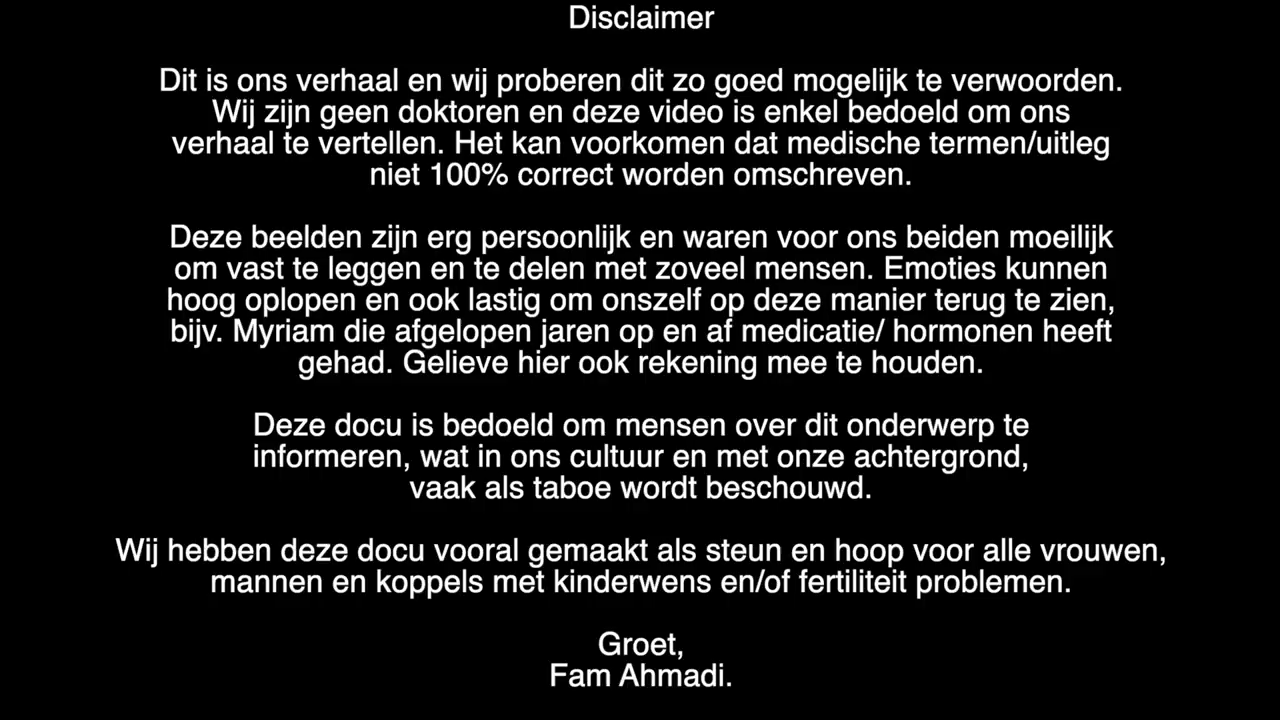 Disclaimer
Dit is ons verhaal en wij proberen dit zo goed mogelijk te verwoorden.
Wij zijn geen doktoren en deze video is enkel bedoeld om ons
verhaal te vertellen. Het kan voorkomen dat medische termen/uitleg
niet 100% correct worden omschreven.
Deze beelden zijn erg persoonlijk en waren voor ons beiden moeilijk
om vast te leggen en te delen met zoveel mensen. Emoties kunnen
hoog oplopen en ook lastig om onszelf op deze manier terug te zien,
bijv. Myriam die afgelopen jaren op en af medicatie/ hormonen heeft
gehad. Gelieve hier ook rekening mee te houden.
Deze docu is bedoeld om mensen over dit onderwerp te
informeren, wat in ons cultuur en met onze achtergrond,
vaak als taboe wordt beschouwd.
Wij hebben deze docu vooral gemaakt als steun en hoop voor alle vrouwen,
mannen en koppels met kinderwens en/of fertiliteit problemen.
Groet,
Fam Ahmadi.